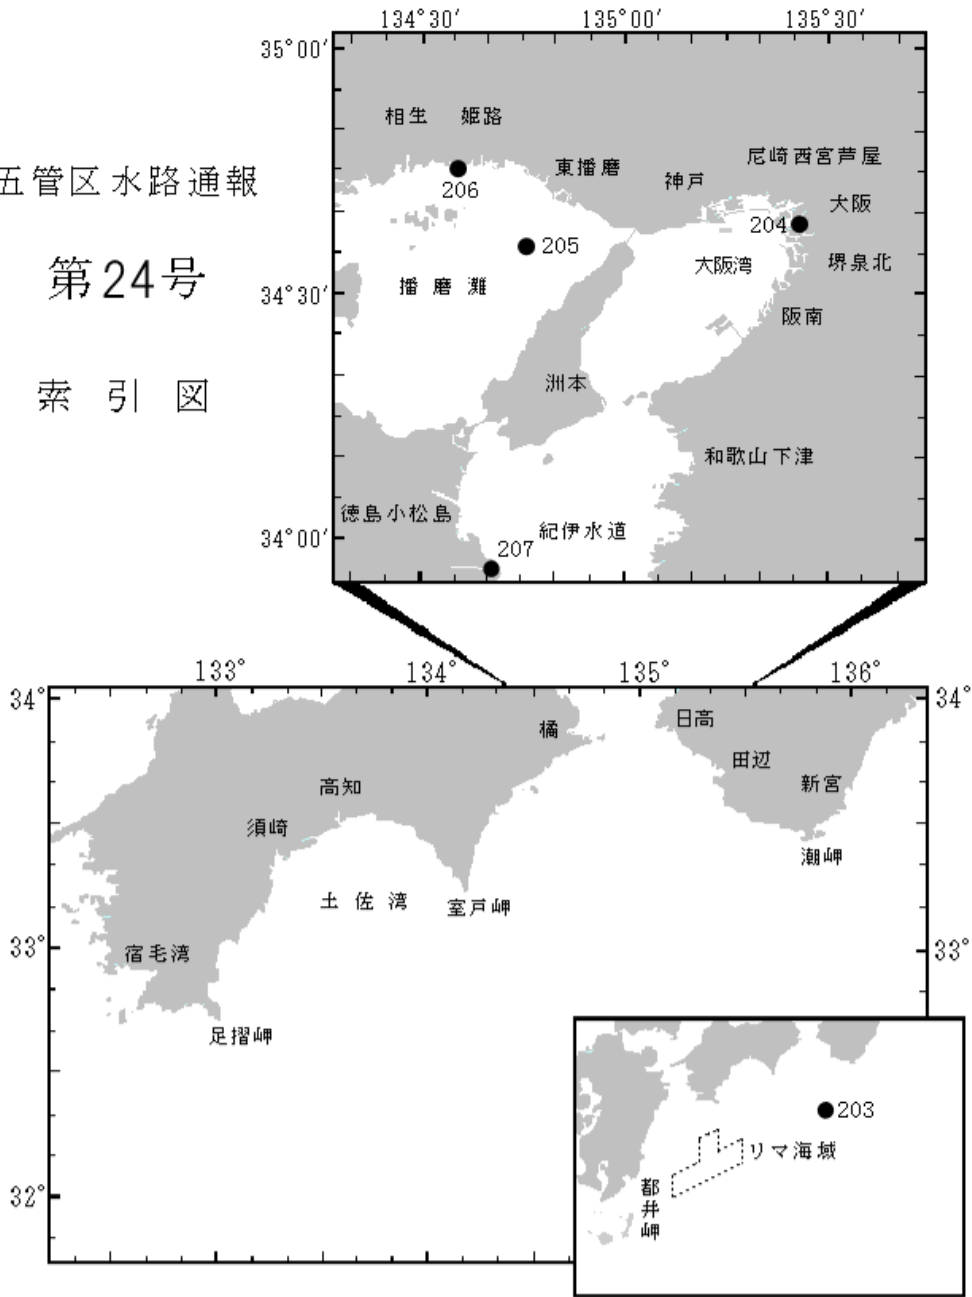 五管区水路通報
第24号
索引図
134°30′ 135°00′ 135°30′
35°00′
相生 姫路
尼崎西宮芦屋
東播磨
神戸
206
大阪
204
205
大阪湾
堺泉北
播磨灘
34°30′
阪南
洲本
和歌山下津
徳島小松島
紀伊水道
34°00′
207
133° 134° 135° 136°
34° 34°
橘
日高
田辺
高知
新宮
須崎
潮岬
土佐湾
室戸岬
33° 33°
宿毛湾
足摺岬
203
リマ海域
都井岬
32°